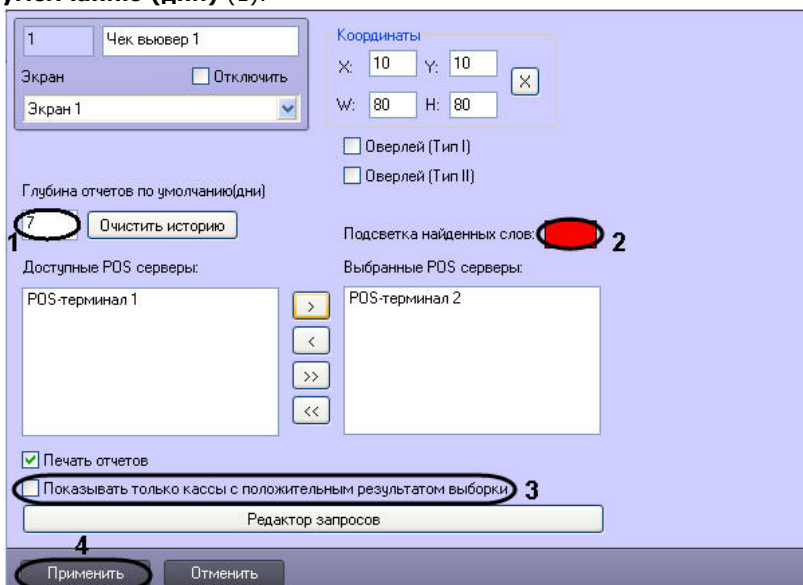 умолчанию (дни) (1).
1 Чек вьювер 1
Экран Отключить
Экран 1
Координаты
X: 10 Y: 10 X
W: 80 H: 80
Оверлей (Тип I)
Оверлей (Тип II)
Глубина отчетов по умолчанию(дни)
1 7 Очистить историю
Подсветка найденных слов: 2
Доступные POS серверы:
POS-терминал 1
>
<
>>
<<
Выбранные POS серверы:
POS-терминал 2
Печать отчетов
Показывать только кассы с положительным результатом выборки 3
Редактор запросов
4
Применить Отменить